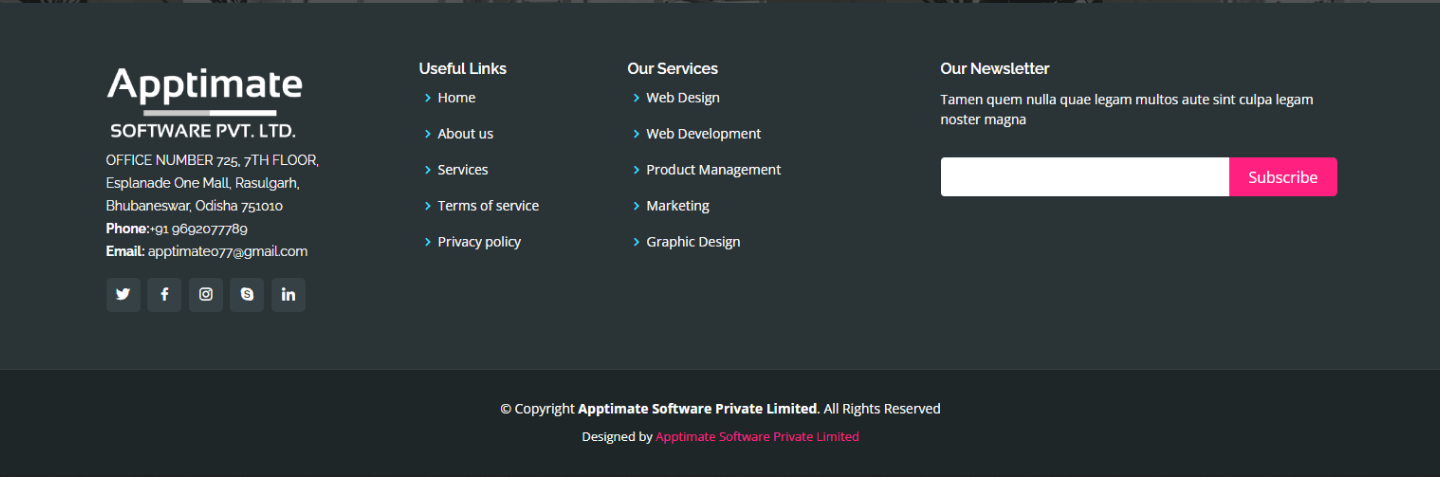 Apptimate
SOFTWARE PVT. LTD.
OFFICE NUMBER 725, 7TH FLOOR,
Esplanade One Mall, Rasulgarh,
Bhubaneswar, Odisha 751010
Phone:+91 9692077789
Email: apptimate077@gmail.com
Useful Links
Home
About us
Services
Terms of service
Privacy policy
Our Services
Web Design
Web Development
Product Management
Marketing
Graphic Design
Our Newsletter
Tamen quem nulla quae legam multos aute sint culpa legam
noster magna
Subscribe
© Copyright Apptimate Software Private Limited. All Rights Reserved
Designed by Apptimate Software Private Limited